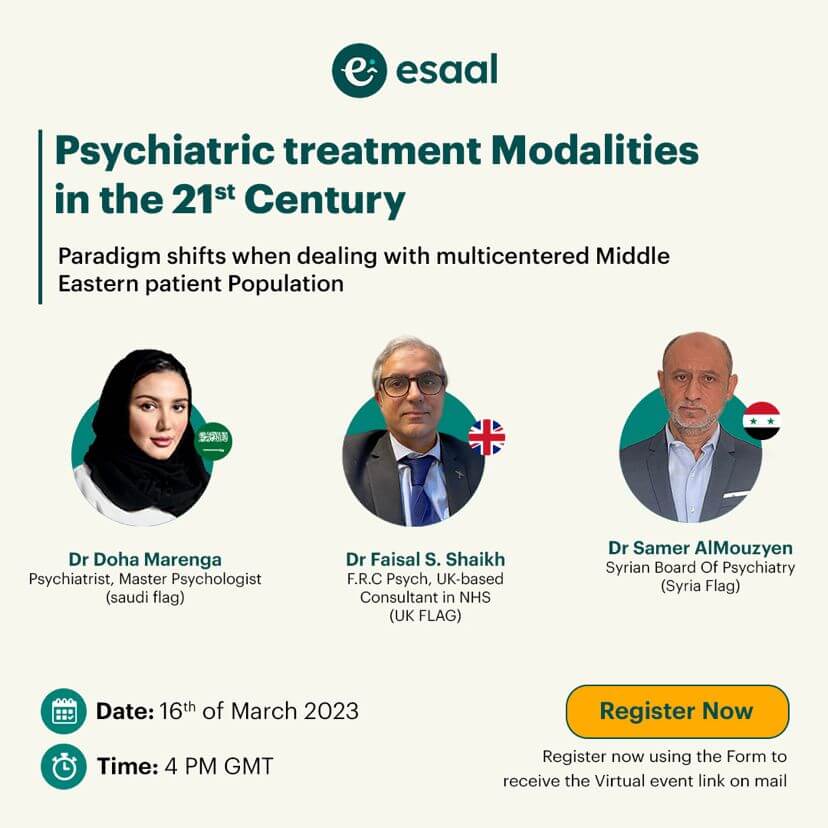 esaal
Psychiatric treatment Modalities
in the 21st Century
Paradigm shifts when dealing with multicentered Middle
Eastern patient Population
Dr Doha Marenga
Psychiatrist, Master Psychologist
(saudi flag)
Dr Faisal S. Shaikh
F.R.C Psych, UK-based
Consultant in NHS
(UK FLAG)
Dr Samer AlMouzyen
Syrian Board Of Psychiatry
(Syria Flag)
Date: 16th of March 2023
Time: 4 PM GMT
Register Now
Register now using the Form to
receive the Virtual event link on mail